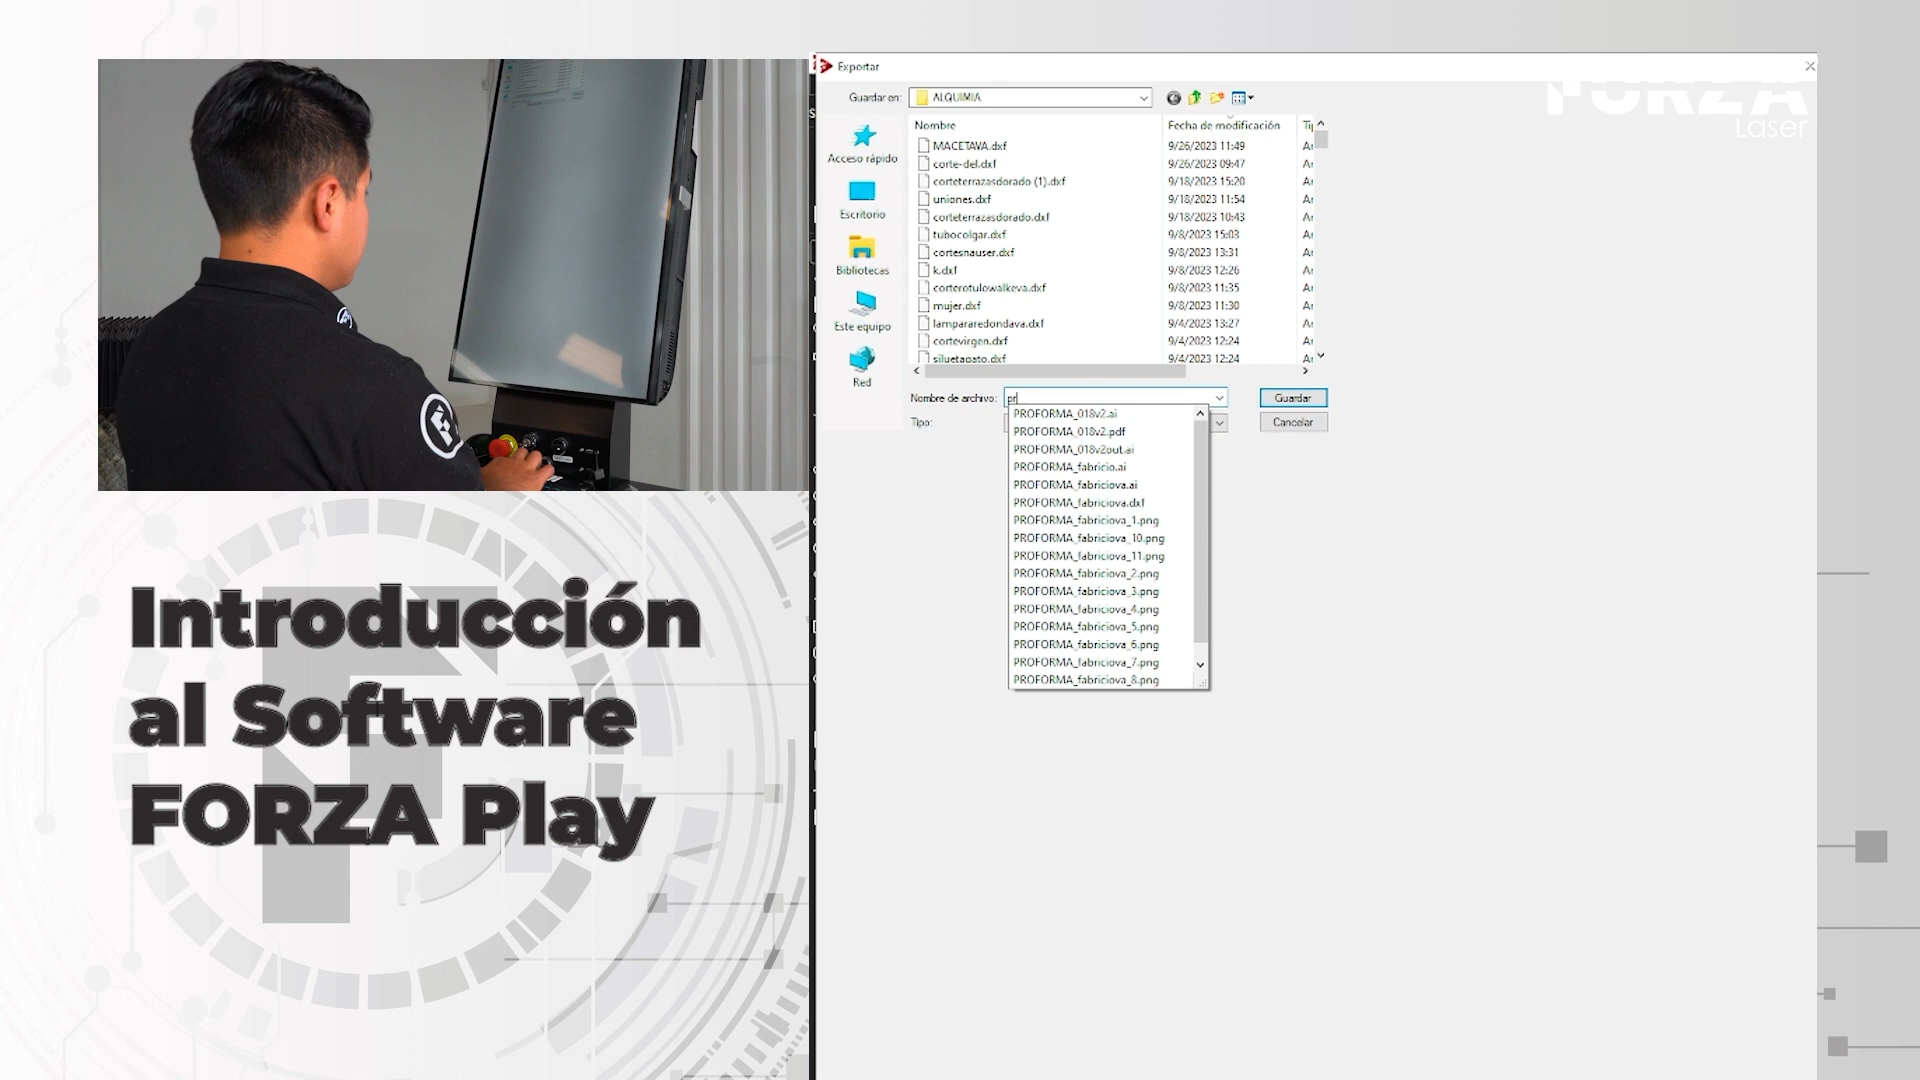 Exportar
FORZA
Laser
Guardar en: ALQUIMIA
Nombre Fecha de modificación
MACETAVA.dxf 9/26/2023 11:49
corte-del.dxf 9/26/2023 09:47
corteterrazasdorado (1).dxf 9/18/2023 15:20
uniones.dxf 9/18/2023 11:54
corteterrazasdorado.dxf 9/18/2023 10:43
tubocolgar.dxf 9/8/2023 15:03
cortesnauser.dxf 9/8/2023 13:31
k.dxf 9/8/2023 12:26
corterotulowalkeva.dxf 9/8/2023 11:35
mujer.dxf 9/8/2023 11:30
lampararedondava.dxf 9/4/2023 13:27
cortevirgen.dxf 9/4/2023 12:24
siluetagato.dxf 9/4/2023 12:24
Acceso rápido
Escritorio
Bibliotecas
Este equipo
Red
Nombre de archivo: pr Guardar
Tipo: Cancelar
PROFORMA_018v2.ai
PROFORMA_018v2.pdf
PROFORMA_018v2out.ai
PROFORMA_fabricio.ai
PROFORMA_fabriciova.ai
PROFORMA_fabriciova.dxf
PROFORMA_fabriciova_1.png
PROFORMA_fabriciova_10.png
PROFORMA_fabriciova_11.png
PROFORMA_fabriciova_2.png
PROFORMA_fabriciova_3.png
PROFORMA_fabriciova_4.png
PROFORMA_fabriciova_5.png
PROFORMA_fabriciova_6.png
PROFORMA_fabriciova_7.png
PROFORMA_fabriciova_8.png
Introducción
al Software
FORZA Play